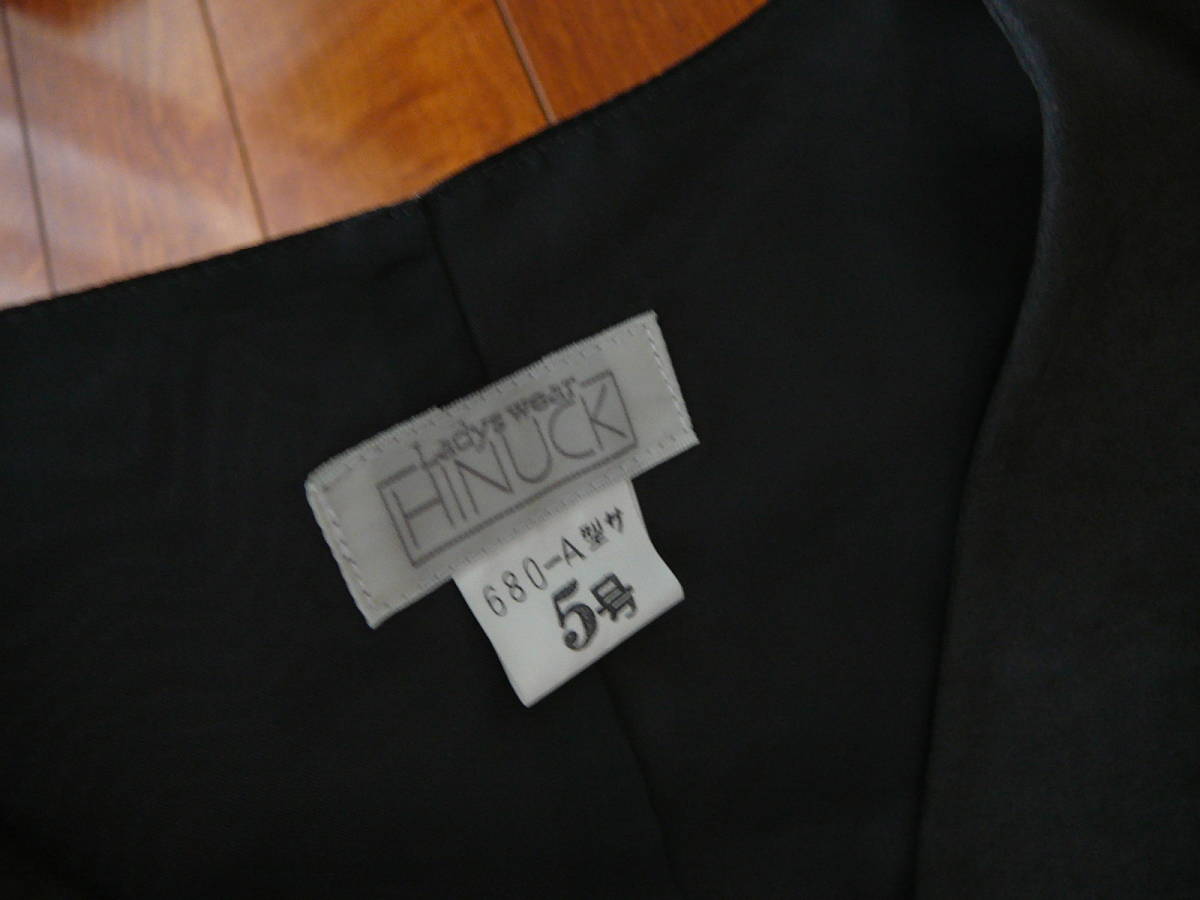 Ladys wear
HINUCK
680-A型サ
5号